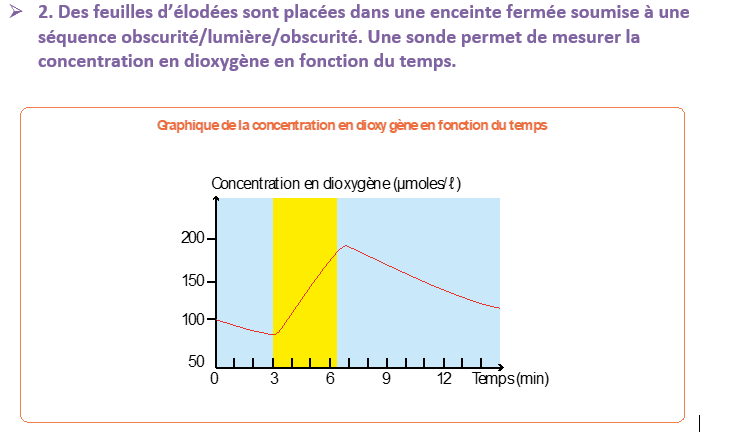 ➢ 2. Des feuilles d’élodées sont placées dans une enceinte fermée soumise à une
séquence obscurité/lumière/obscurité. Une sonde permet de mesurer la
concentration en dioxygène en fonction du temps.
Graphique de la concentration en dioxy gène en fonction du temps
Concentration en dioxygène (µmoles/ ℓ )
200
150
100
50
0 3 6 9 12 Temps (min)